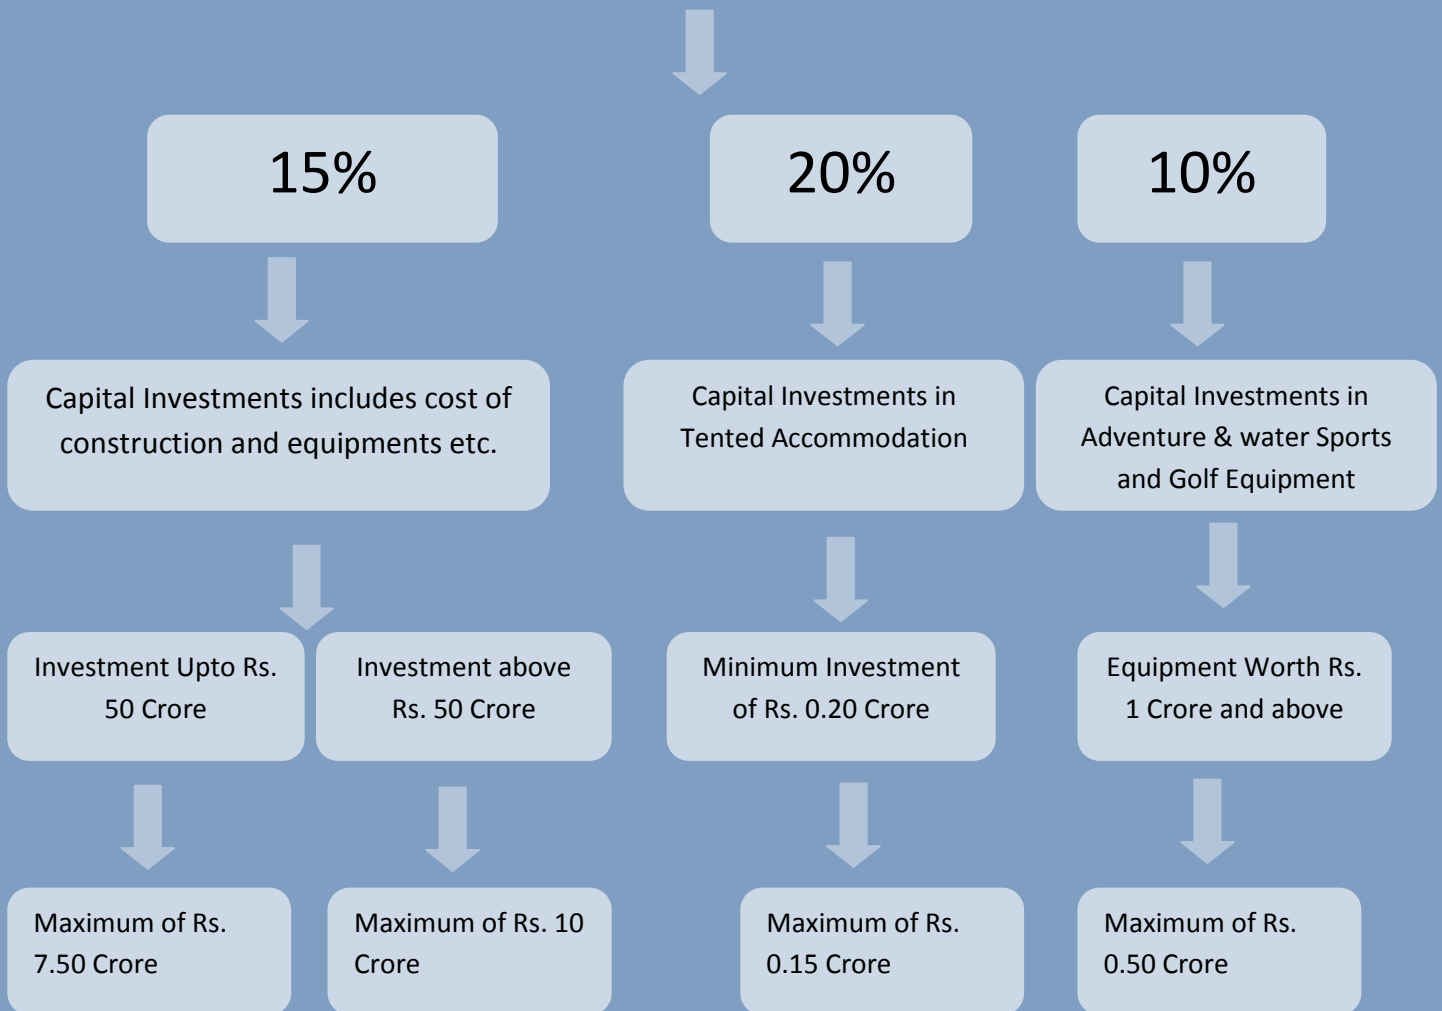 15%
20%
10%
Capital Investments includes cost of
construction and equipments etc.
Capital Investments in
Tented Accommodation
Capital Investments in
Adventure & water Sports
and Golf Equipment
Investment Upto Rs.
50 Crore
Investment above
Rs. 50 Crore
Minimum Investment
of Rs. 0.20 Crore
Equipment Worth Rs.
1 Crore and above
Maximum of Rs.
7.50 Crore
Maximum of Rs. 10
Crore
Maximum of Rs.
0.15 Crore
Maximum of Rs.
0.50 Crore